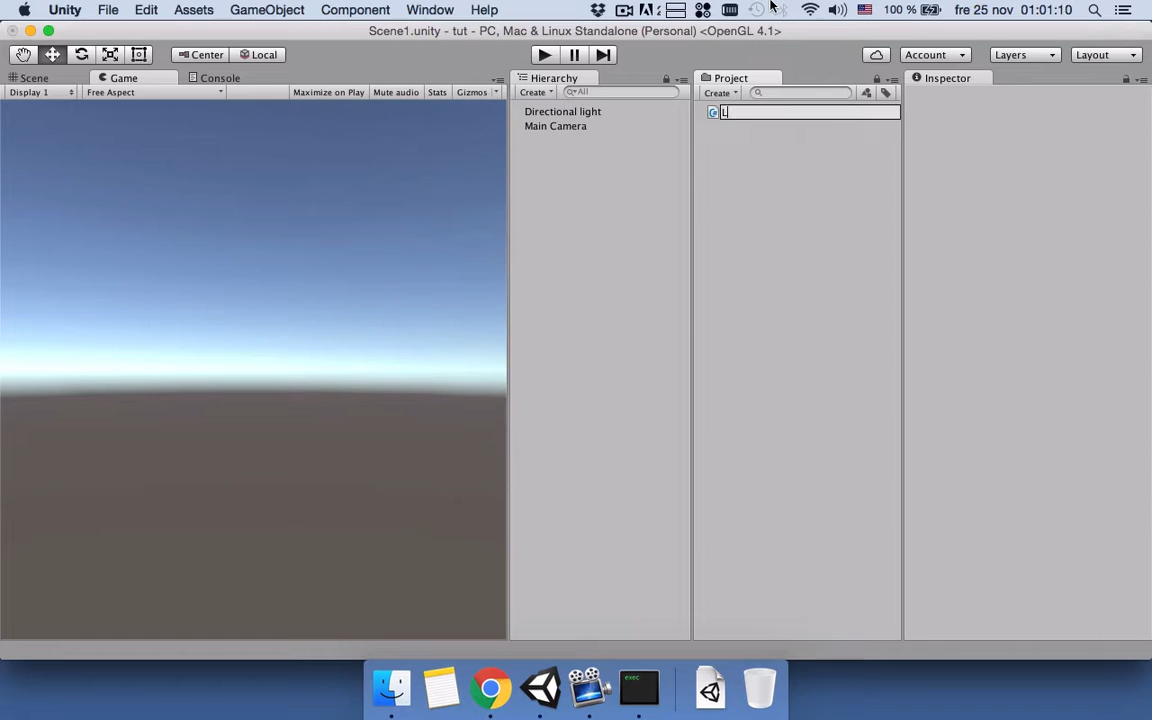 Unity File Edit Assets GameObject Component Window Help 100 % fre 25 nov 01:01:10
Scene1.unity - tut - PC, Mac & Linux Standalone (Personal) <OpenGL 4.1>
Center Local Account Layers Layout
Scene Game Console Hierarchy Project Inspector
Display 1 Free Aspect Maximize on Play Mute audio Stats Gizmos Create All Create
Directional light
L
Main Camera
exec